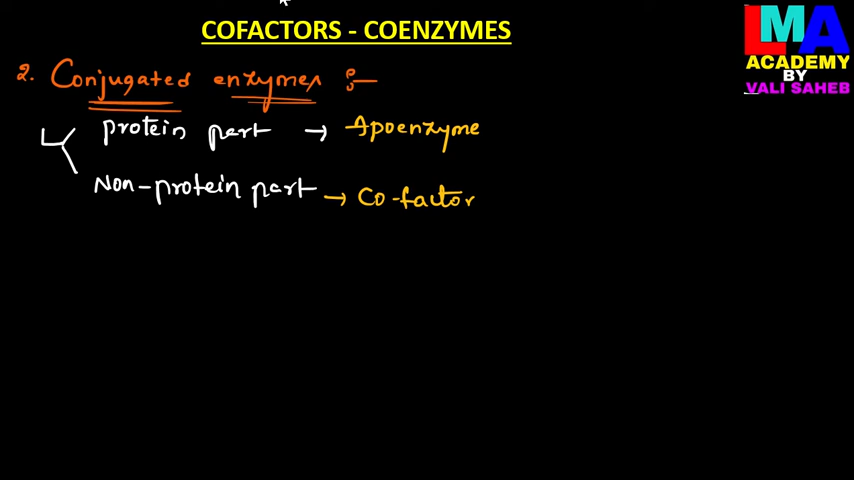 COFACTORS - COENZYMES
LMA
ACADEMY
BY
VALI SAHEB
2. Conjugated enzymes :-
protein part → Apoenzyme
Non-protein part → Co-factor